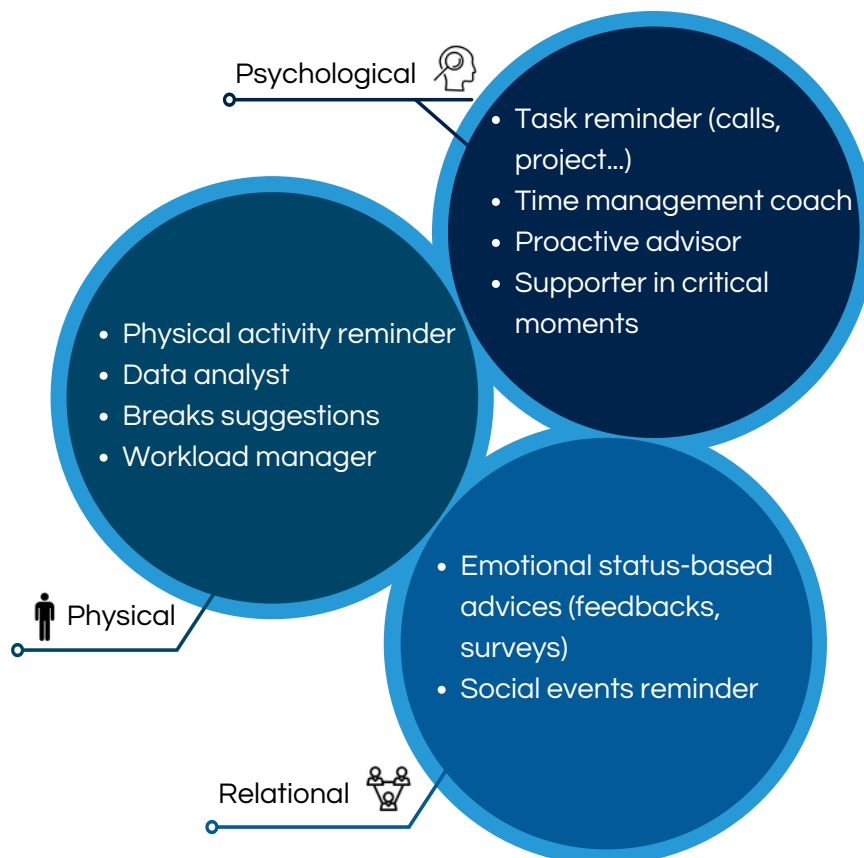 Psychological
• Task reminder (calls,
project...)
• Time management coach
• Proactive advisor
• Supporter in critical
moments
• Physical activity reminder
• Data analyst
• Breaks suggestions
• Workload manager
Physical
• Emotional status-based
advices (feedbacks,
surveys)
• Social events reminder
Relational